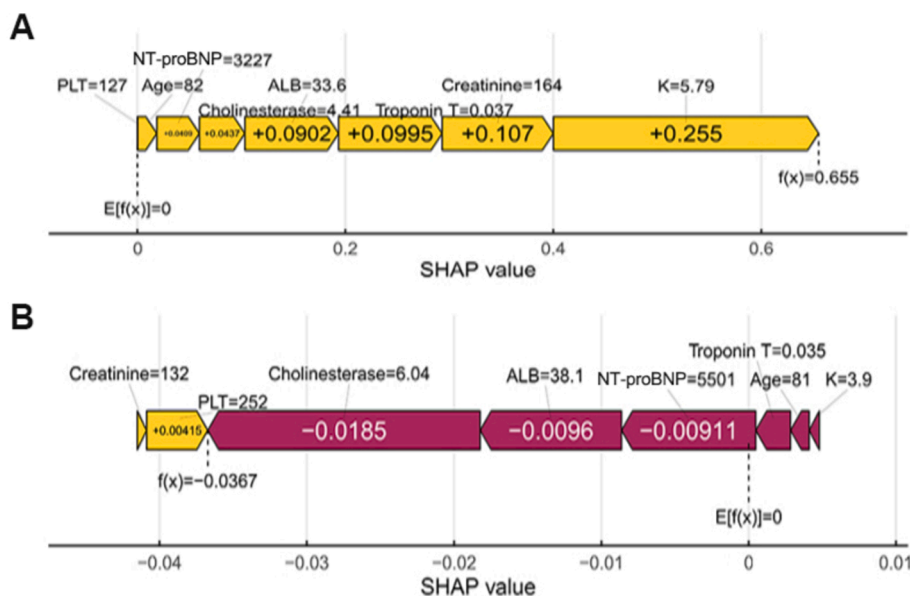 A
NT-proBNP=3227
PLT=127 Age=82 ALB=33.6 Creatinine=164 K=5.79
Cholinesterase=4.41 Troponin T=0.037
+0.0409 +0.0437 +0.0902 +0.0995 +0.107 +0.255
f(x)=0.655
E[f(x)]=0
0 0.2 0.4 0.6
SHAP value
B
Troponin T=0.035
Creatinine=132 Cholinesterase=6.04 ALB=38.1 NT-proBNP=5501 Age=81 K=3.9
PLT=252
+0.00415 −0.0185 −0.0096 −0.00911
f(x)=−0.0367
E[f(x)]=0
−0.04 −0.03 −0.02 −0.01 0 0.01
SHAP value